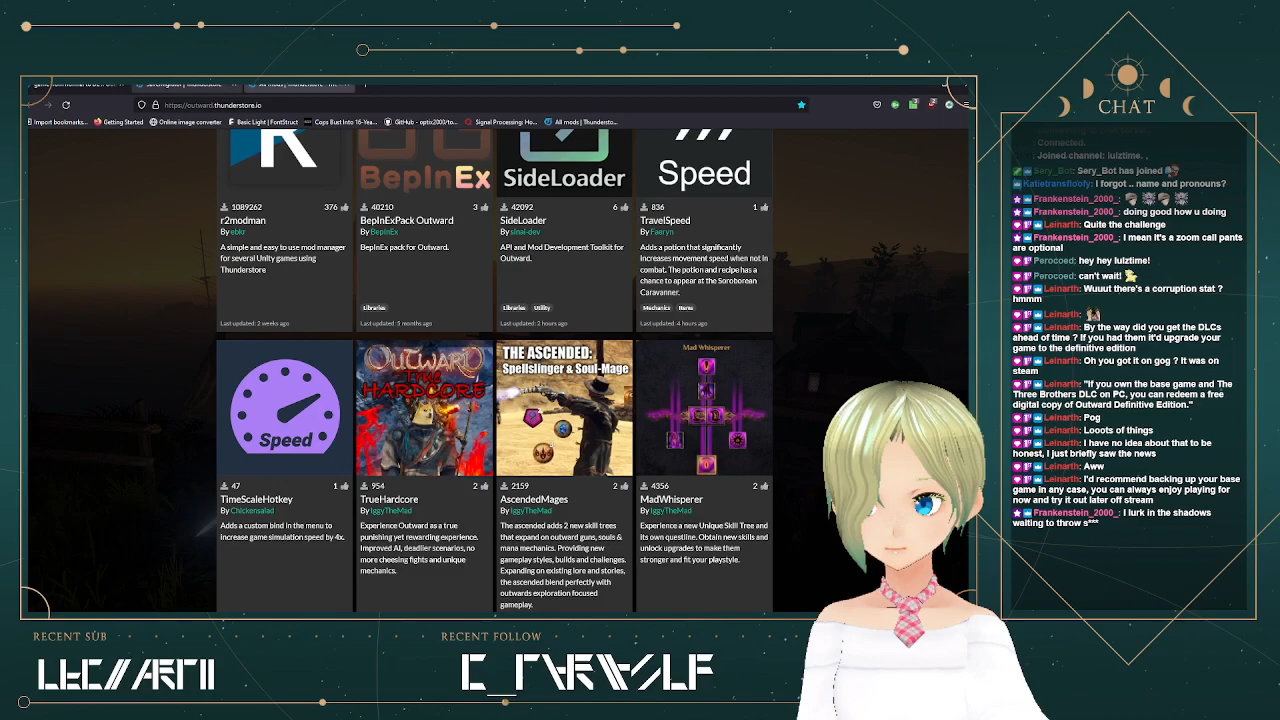 CHAT
https://outward.thunderstore.io
Import bookmarks...
Getting Started
Online image converter
Basic Light | FontStruct
Cops Bust Into 16-Yea...
GitHub - optix2000/to...
Signal Processing: Ho...
All mods | Thundersto...
R
BepInEx
SideLoader
Speed
1089262 376
r2modman
By ebkr
A simple and easy to use mod manager
for several Unity games using
Thunderstore
Last updated: 2 weeks ago
40210 3
BepInExPack Outward
By BepInEx
BepInEx pack for Outward.
Libraries
Last updated: 5 months ago
42092 6
SideLoader
By sinai-dev
API and Mod Development Toolkit for
Outward.
Libraries Utility
Last updated: 2 hours ago
836 1
TravelSpeed
By Faeryn
Adds a potion that significantly
increases movement speed when not in
combat. The potion and recipe has a
chance to appear at the Soroborean
Caravanner.
Mechanics Items
Last updated: 4 hours ago
Speed
47 1
TimeScaleHotkey
By Chickensalad
Adds a custom bind in the menu to
increase game simulation speed by 4x.
OUTWARD
True
HARDCORE
954 2
TrueHardcore
By IggyTheMad
Experience Outward as a true
punishing yet rewarding experience.
Improved AI, deadlier scenarios, no
more cheesing fights and unique
mechanics.
THE ASCENDED:
Spellslinger & Soul-Mage
2159 2
AscendedMages
By IggyTheMad
The ascended adds 2 new skill trees
that expand on outward guns, souls &
mana mechanics. Providing new
gameplay styles, builds and challenges.
Expanding on existing lore and stories,
the ascended blend perfectly with
outwards exploration focused
gameplay.
Mad Whisperer
4356 2
MadWhisperer
By IggyTheMad
Experience a new Unique Skill Tree and
its own questline. Obtain new skills and
unlock upgrades to make them
stronger and fit your playstyle.
Connected.
Joined channel: lulztime. ,
Sery_Bot: Sery_Bot has joined
Katietransfloofy: I forgot .. name and pronouns?
Frankenstein_2000_:
Frankenstein_2000_: doing good how u doing
Leinarth: Quite the challenge
Frankenstein_2000_: I mean it's a zoom call pants
are optional
Perocoed: hey hey lulztime!
Perocoed: can't wait!
Leinarth: Wuuut there's a corruption stat ?
hmmm
Leinarth:
Leinarth: By the way did you get the DLCs
ahead of time ? If you had them it'd upgrade your
game to the definitive edition
Leinarth: Oh you got it on gog ? It was on
steam
Leinarth: "If you own the base game and The
Three Brothers DLC on PC, you can redeem a free
digital copy of Outward Definitive Edition."
Leinarth: Pog
Leinarth: Looots of things
Leinarth: I have no idea about that to be
honest, I just briefly saw the news
Leinarth: Aww
Leinarth: I'd recommend backing up your base
game in any case, you can always enjoy playing for
now and try it out later off stream
Frankenstein_2000_: I lurk in the shadows
waiting to throw s***
RECENT SUB
RECENT FOLLOW